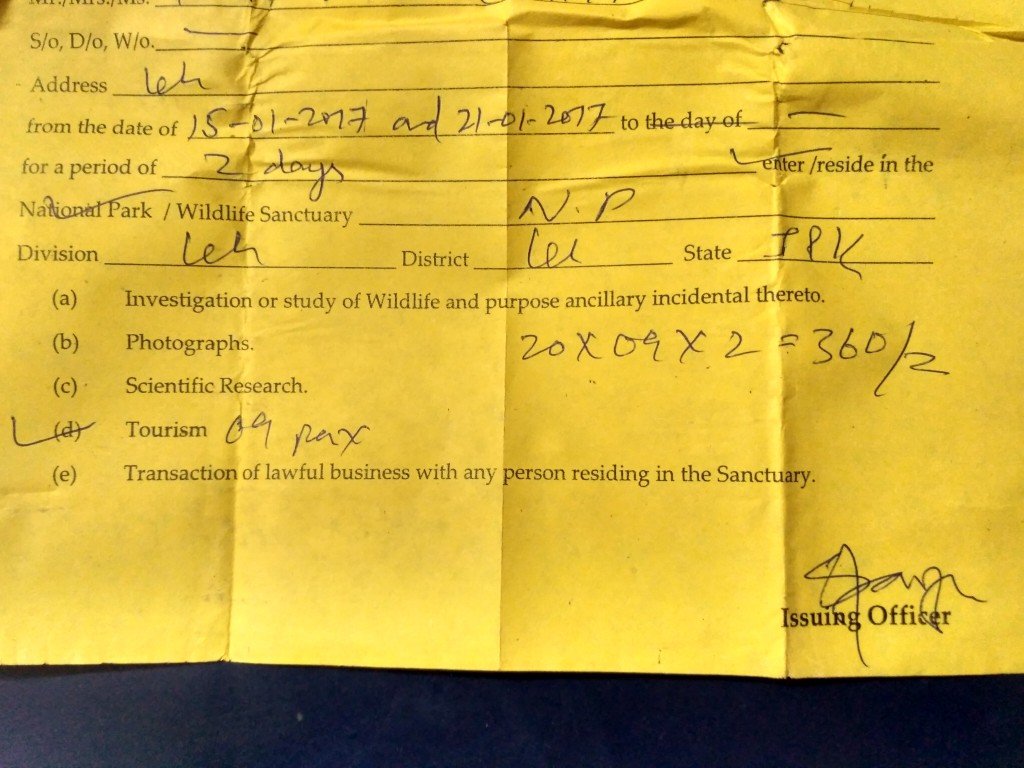 Mr./Mrs./Ms.
S/o, D/o, W/o.
Address Leh
from the date of 15-01-2017 and 21-01-2017 to the day of —
for a period of 2 days enter /reside in the
National Park / Wildlife Sanctuary N.P
Division Leh District Leh State J&K
(a) Investigation or study of Wildlife and purpose ancillary incidental thereto.
(b) Photographs. 20 X 09 X 2 = 360/2
(c) Scientific Research.
(d) Tourism 09 pax
(e) Transaction of lawful business with any person residing in the Sanctuary.
Issuing Officer